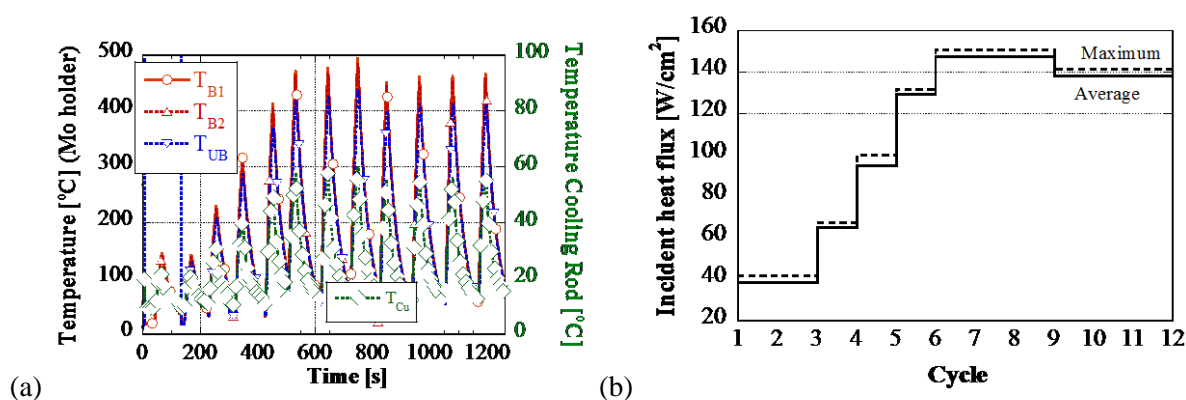 (a)
Temperature [°C] (Mo holder)
500
400
300
200
100
0
T_B1
T_B2
T_UB
T_Cu
0 200 400 600 800 1000 1200
Time [s]
100
80
60
40
20
0
Temperature Cooling Rod [°C]
(b)
Incident heat flux [W/cm²]
160
140
120
100
80
60
40
20
Maximum
Average
1 2 3 4 5 6 7 8 9 10 11 12
Cycle